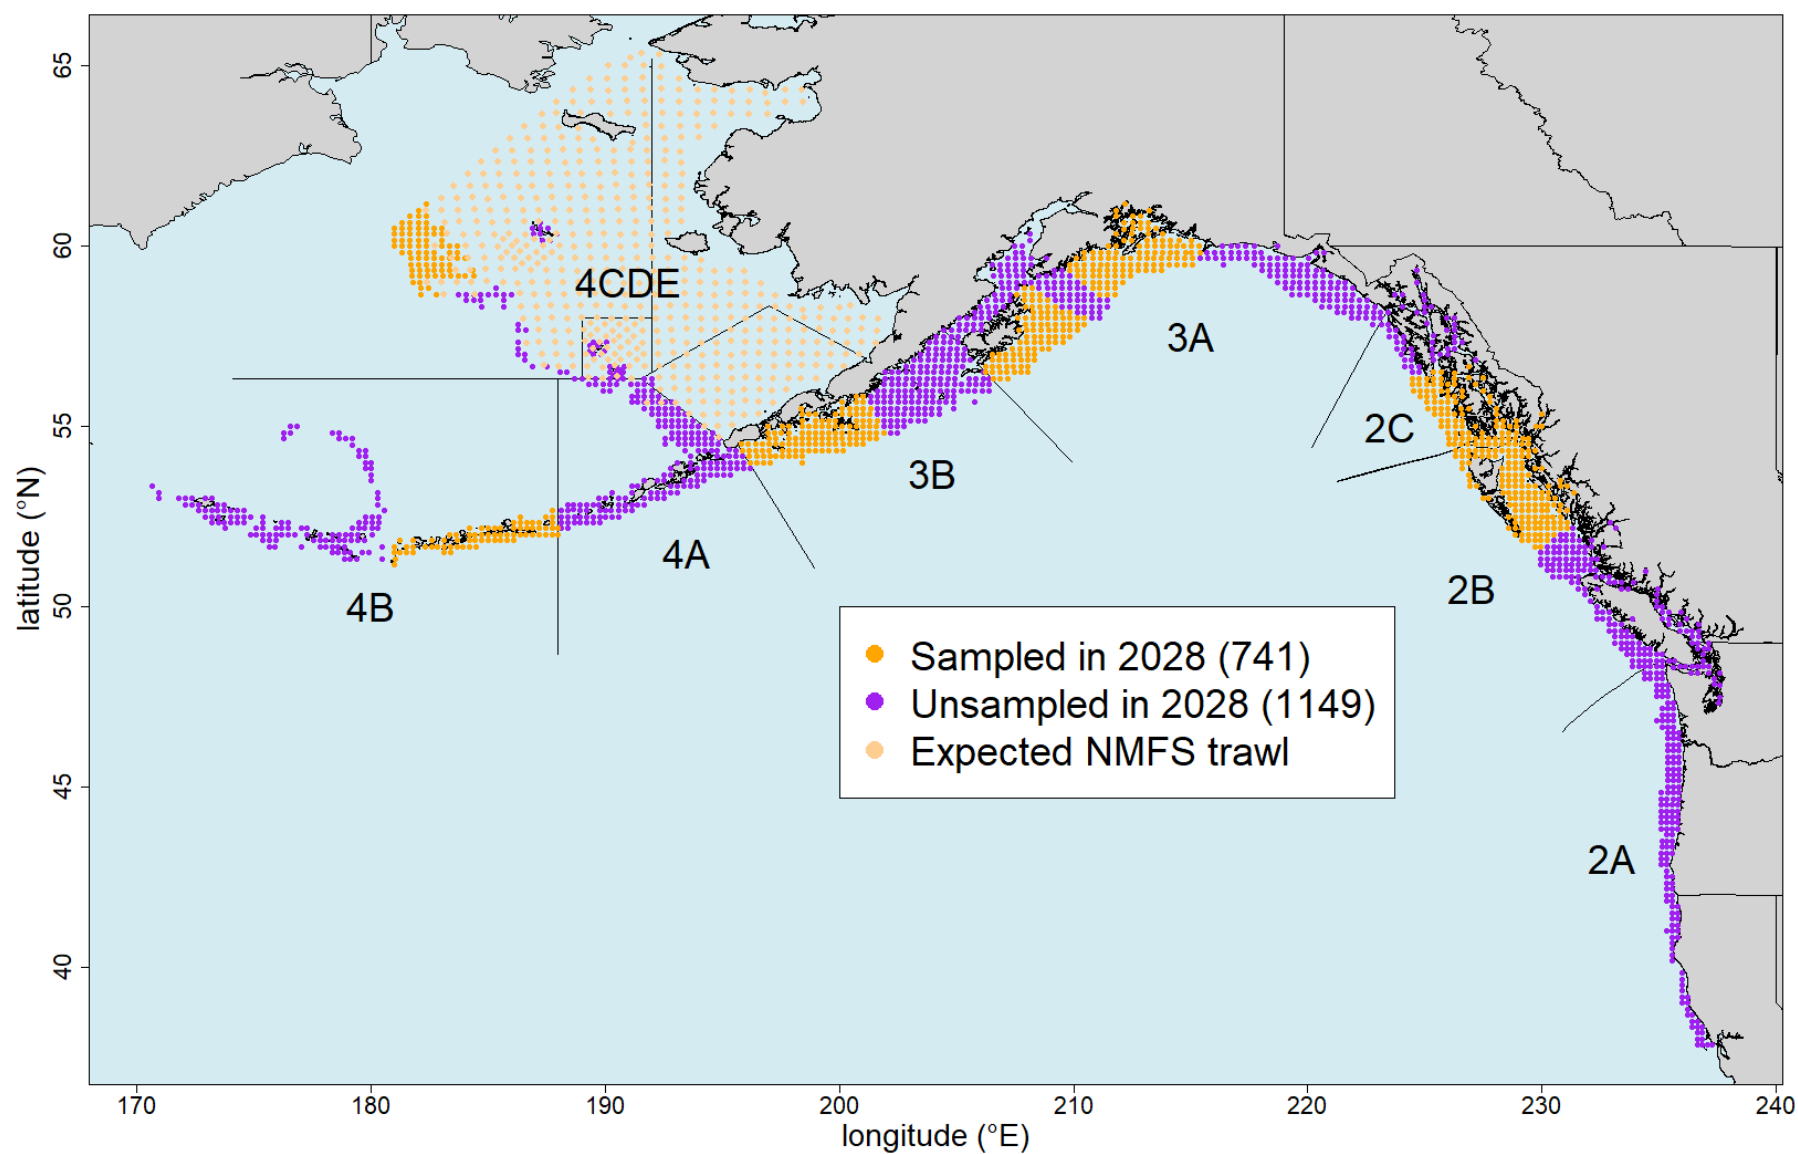 65
60
55
50
45
40
latitude (°N)
4CDE
3A
2C
3B
4A
2B
4B
2A
Sampled in 2028 (741)
Unsampled in 2028 (1149)
Expected NMFS trawl
170
180
190
200
210
220
230
240
longitude (°E)